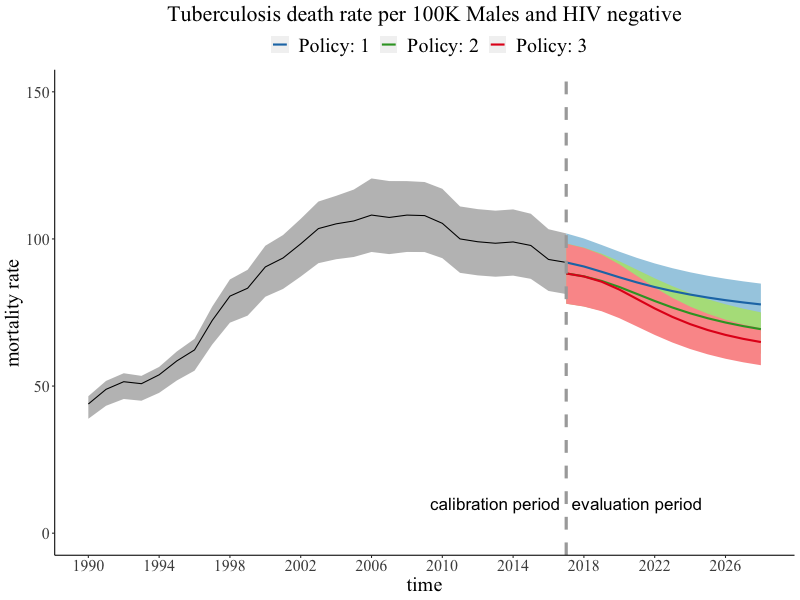 Tuberculosis death rate per 100K Males and HIV negative
Policy: 1 Policy: 2 Policy: 3
150
100
50
0
mortality rate
calibration period evaluation period
1990 1994 1998 2002 2006 2010 2014 2018 2022 2026
time